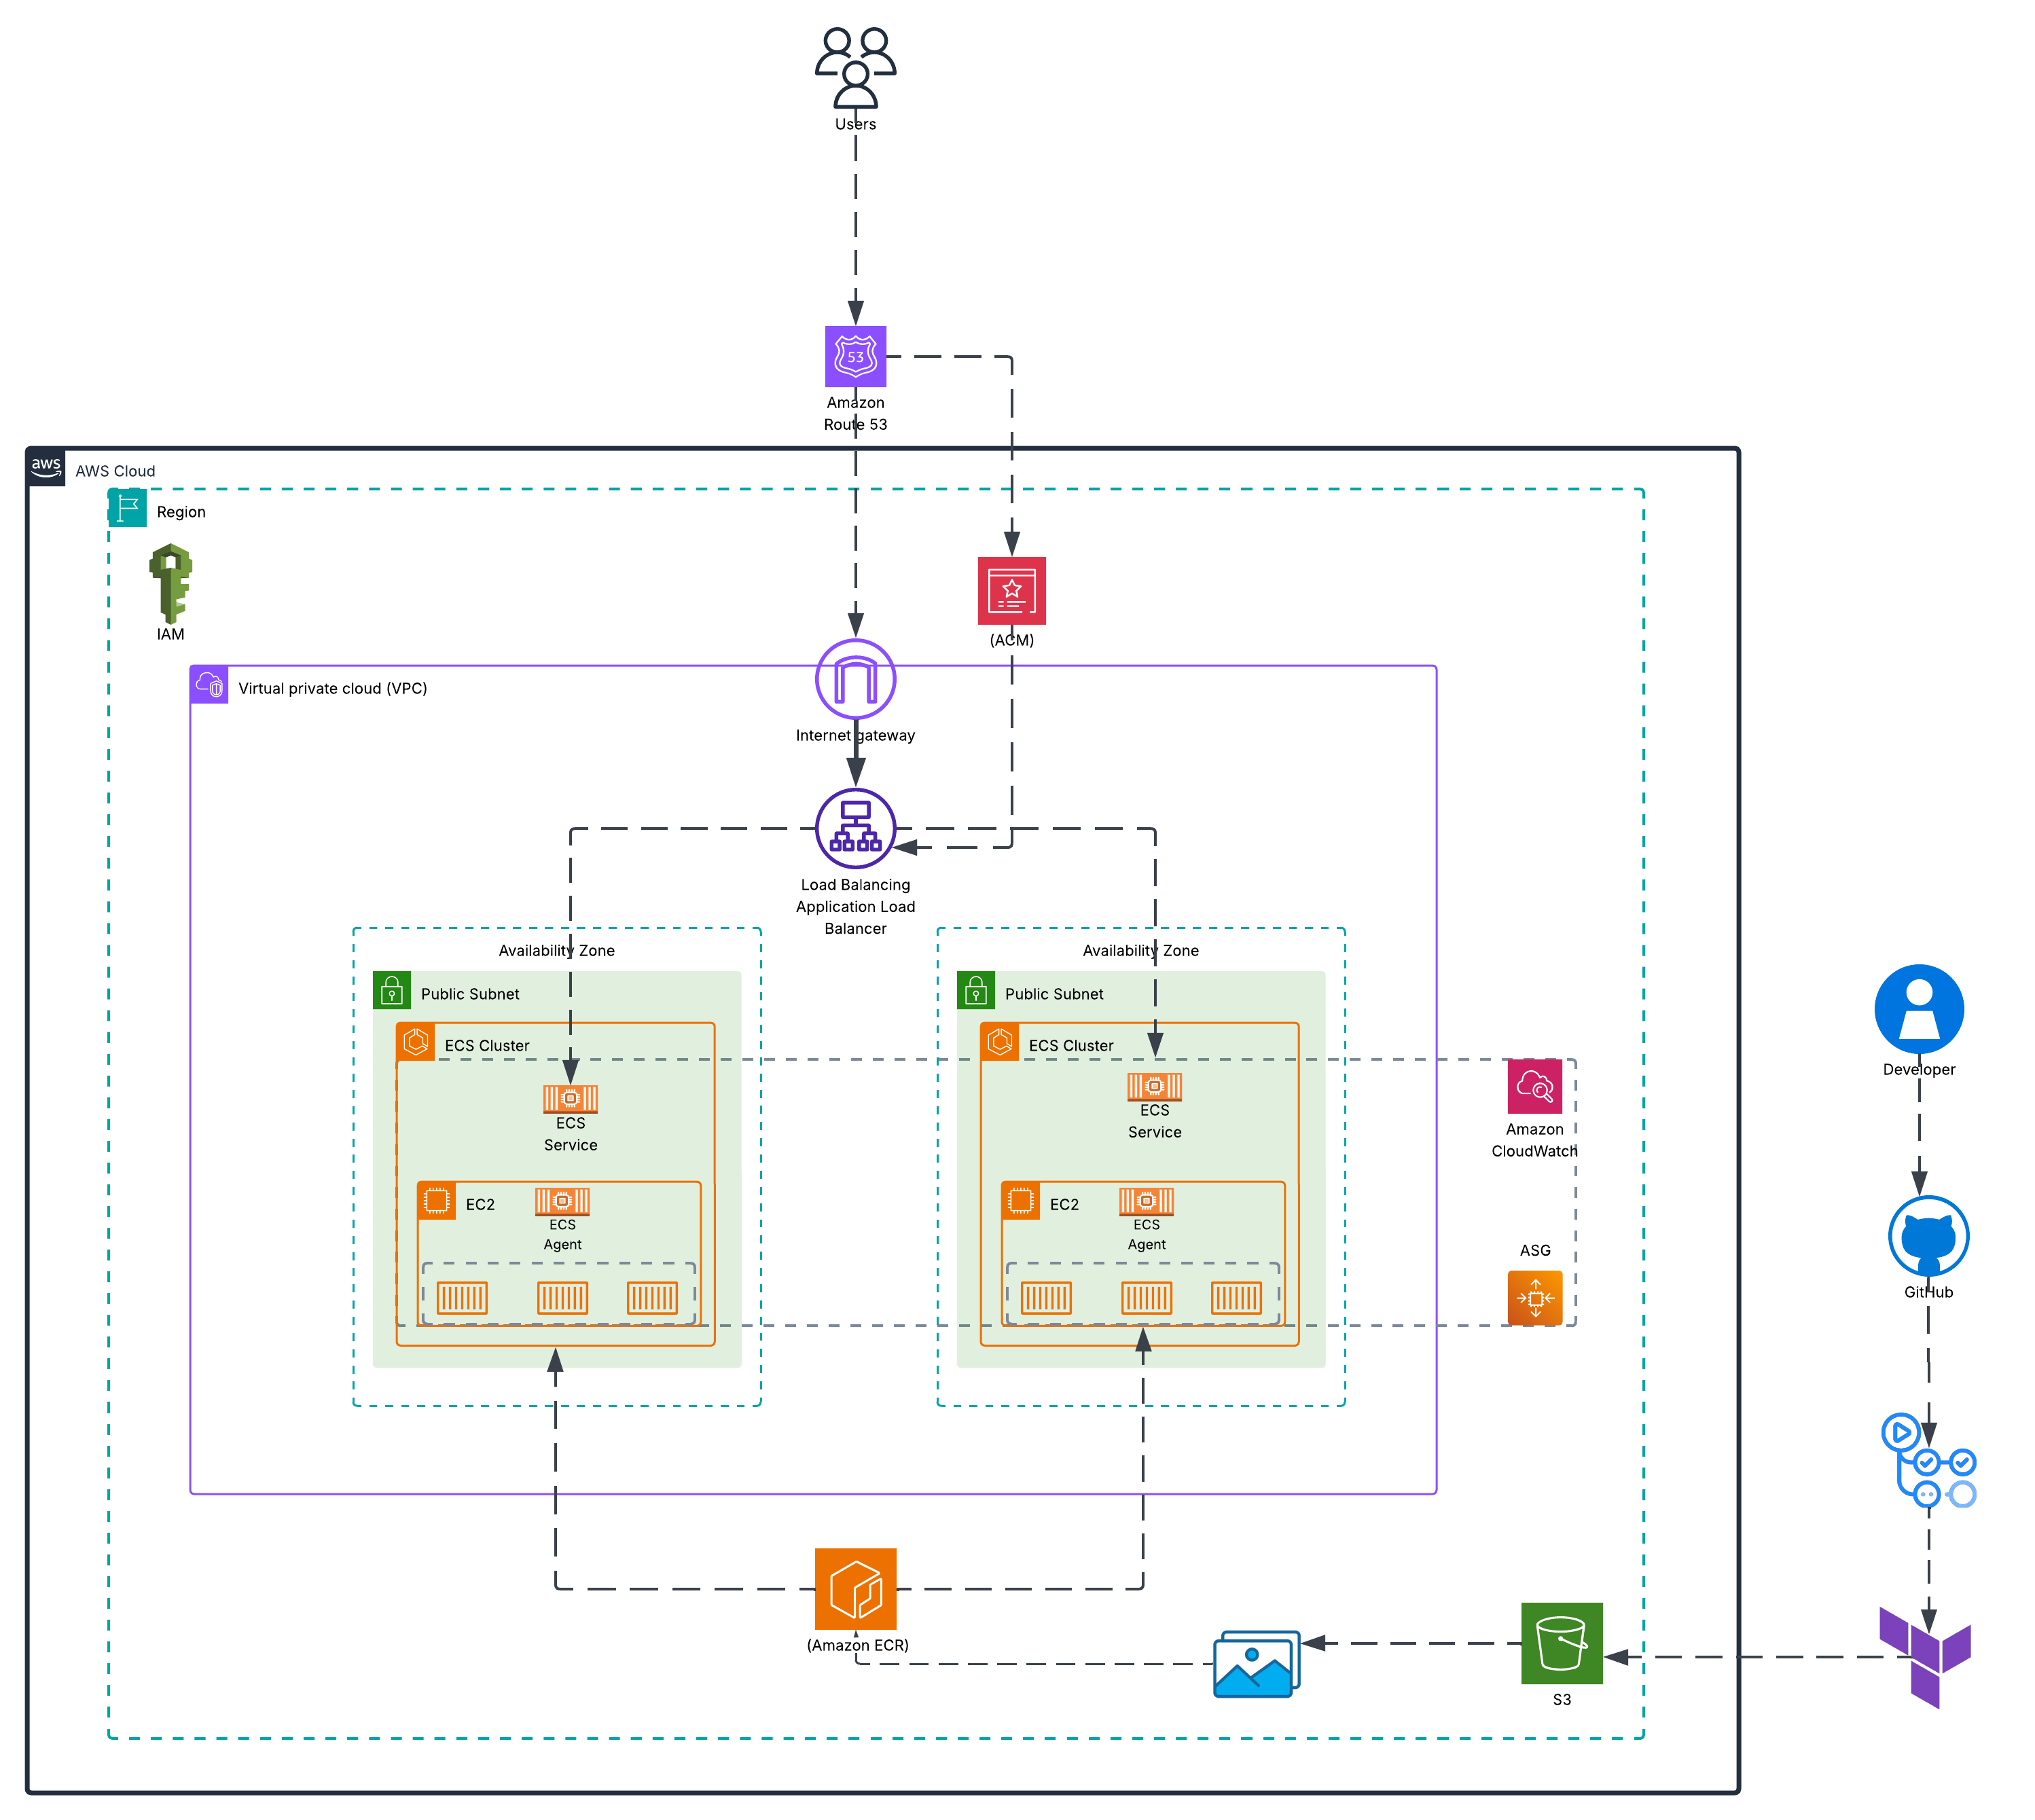 Users
53
Amazon
Route 53
aws
AWS Cloud
Region
IAM
(ACM)
Virtual private cloud (VPC)
Internet gateway
Load Balancing
Application Load
Balancer
Availability Zone
Public Subnet
ECS Cluster
ECS
Service
EC2
ECS
Agent
Availability Zone
Public Subnet
ECS Cluster
ECS
Service
EC2
ECS
Agent
Amazon
CloudWatch
ASG
Developer
GitHub
(Amazon ECR)
S3